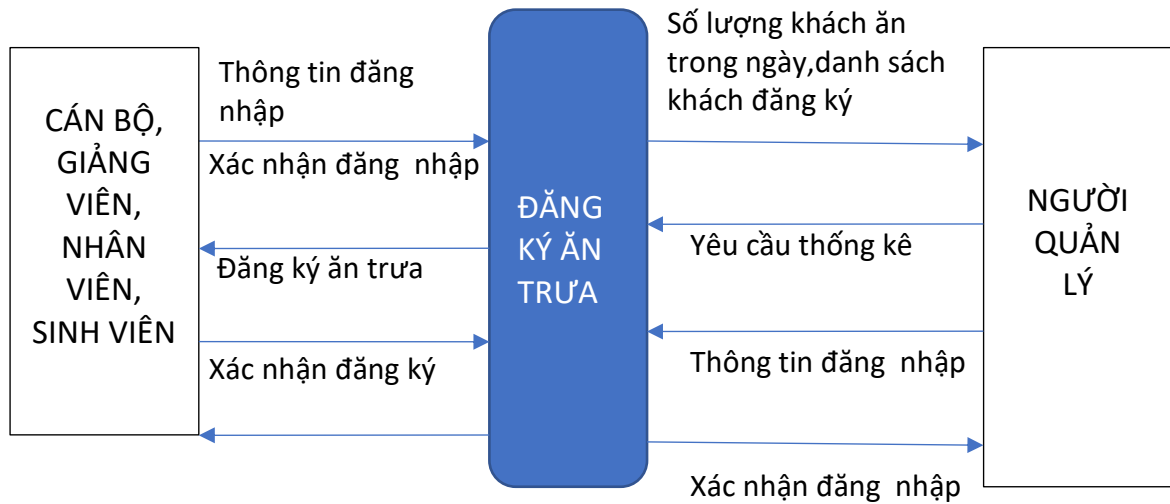 CÁN BỘ,
GIẢNG
VIÊN,
NHÂN
VIÊN,
SINH VIÊN
Thông tin đăng
nhập
Xác nhận đăng nhập
Đăng ký ăn trưa
Xác nhận đăng ký
ĐĂNG
KÝ ĂN
TRƯA
Số lượng khách ăn
trong ngày,danh sách
khách đăng ký
Yêu cầu thống kê
Thông tin đăng nhập
Xác nhận đăng nhập
NGƯỜI
QUẢN
LÝ